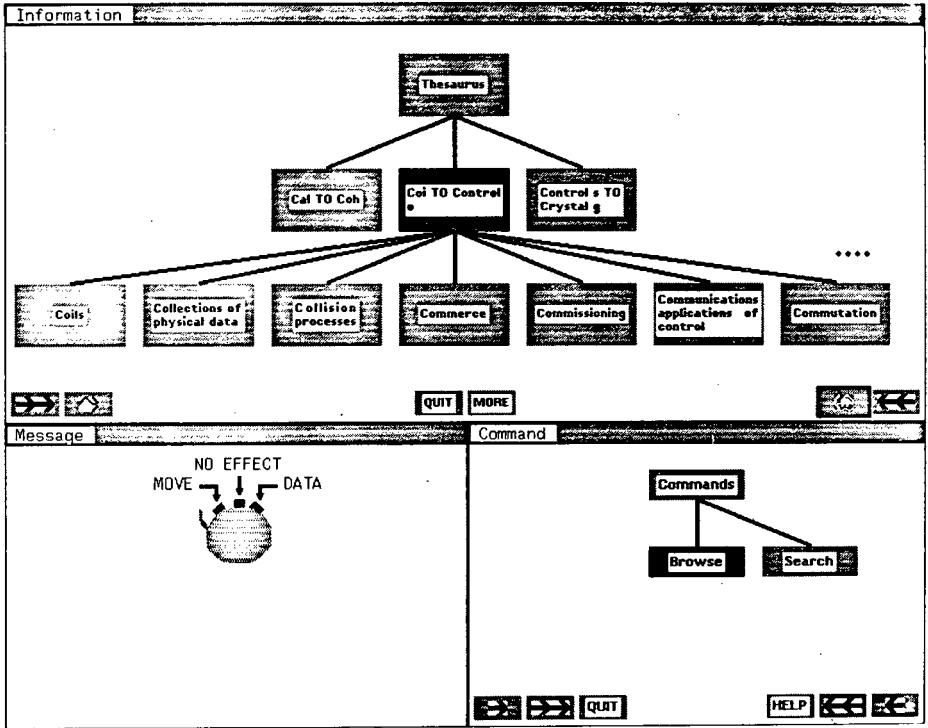 Information
Thesaurus
Cal TO Coh
Coi TO Control
e
Control s TO
Crystal g
....
Coils
Collections of
physical data
Collision
processes
Commerce
Commissioning
Communications
applications of
control
Commutation
QUIT
MORE
Message
NO EFFECT
MOVE
DATA
Command
Commands
Browse
Search
QUIT
HELP